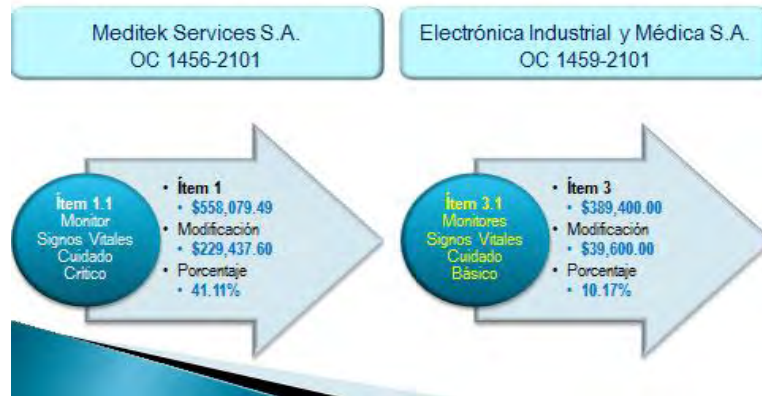 Meditek Services S.A.
OC 1456-2101
Electrónica Industrial y Médica S.A.
OC 1459-2101
Ítem 1.1
Monitor
Signos Vitales
Cuidado
Crítico
• Ítem 1
• $558,079.49
• Modificación
• $229,437.60
• Porcentaje
• 41.11%
Ítem 3.1
Monitores
Signos Vitales
Cuidado
Básico
• Ítem 3
• $389,400.00
• Modificación
• $39,600.00
• Porcentaje
• 10.17%